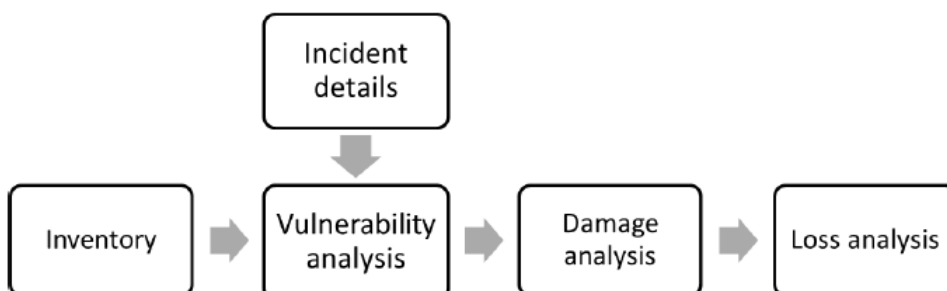 Incident
details
Inventory
Vulnerability
analysis
Damage
analysis
Loss analysis